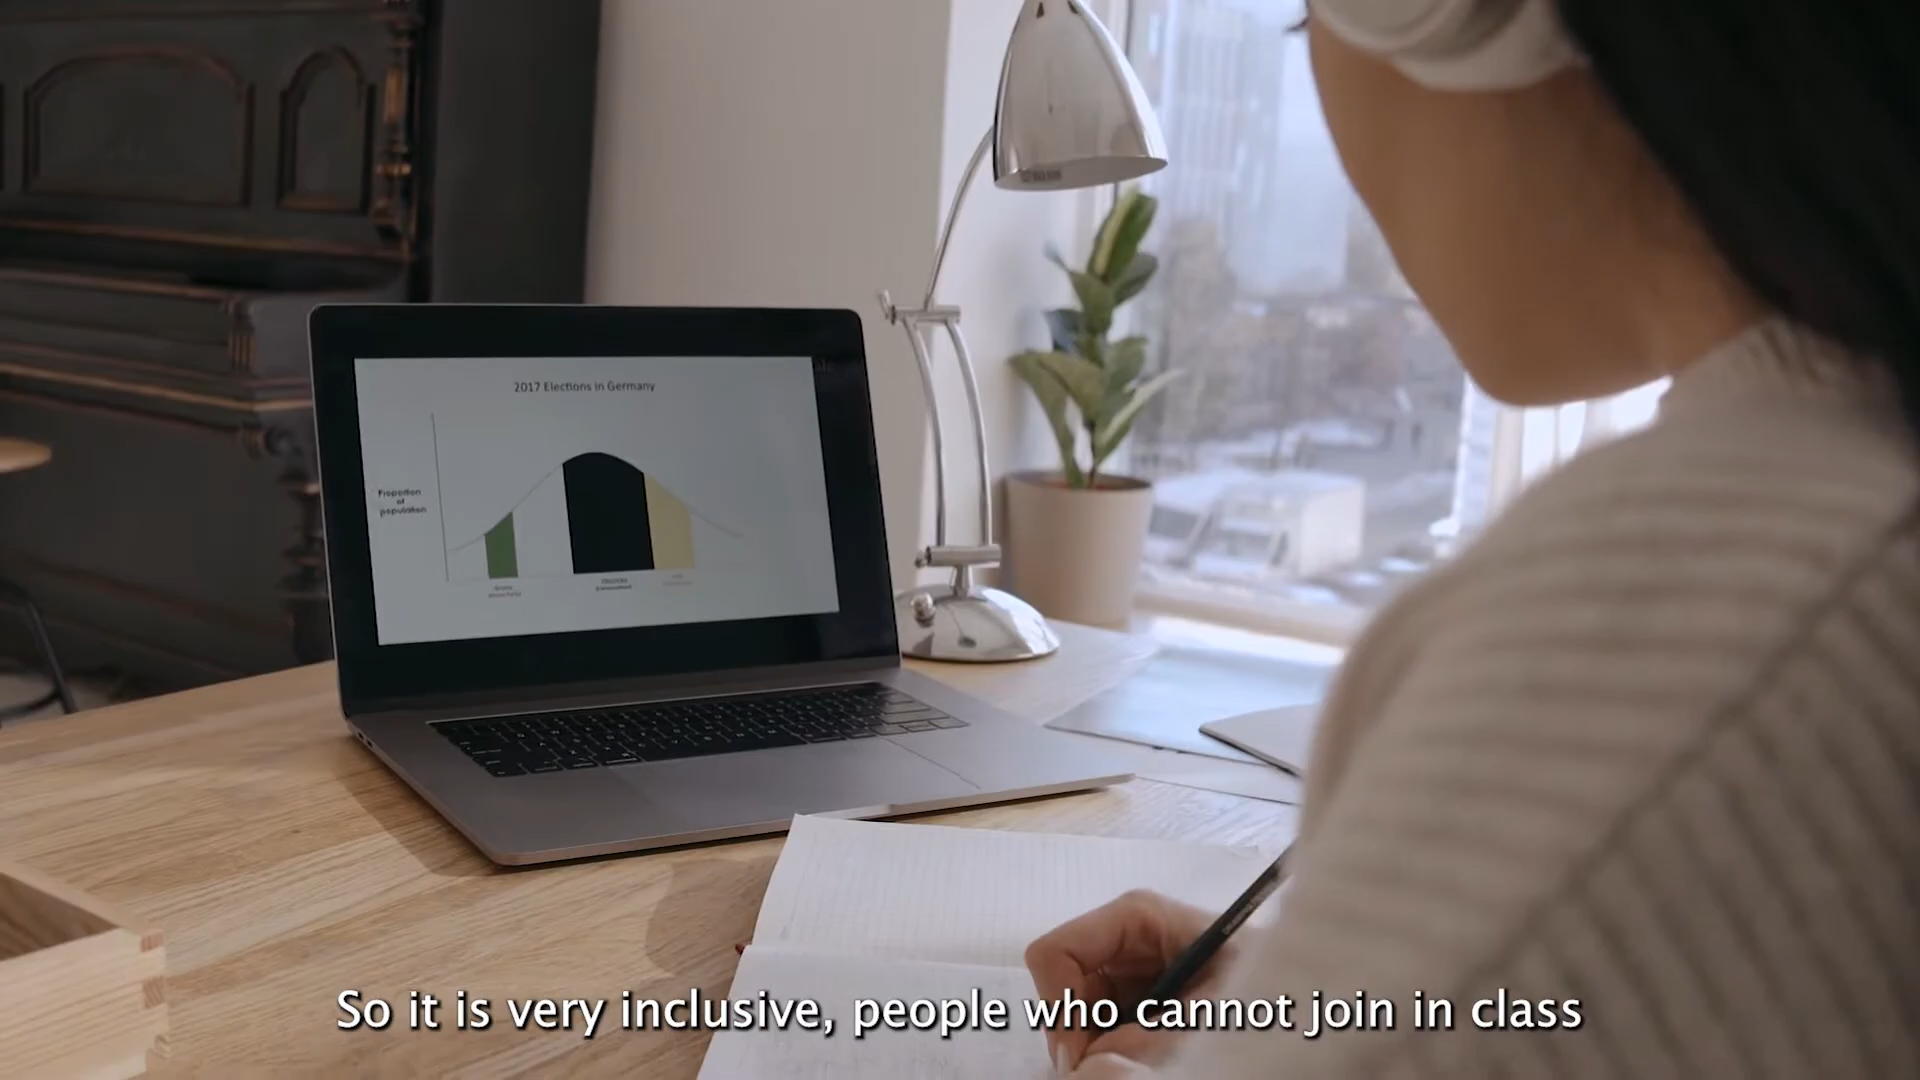 2017 Elections in Germany
Proportion
of
population
So it is very inclusive, people who cannot join in class